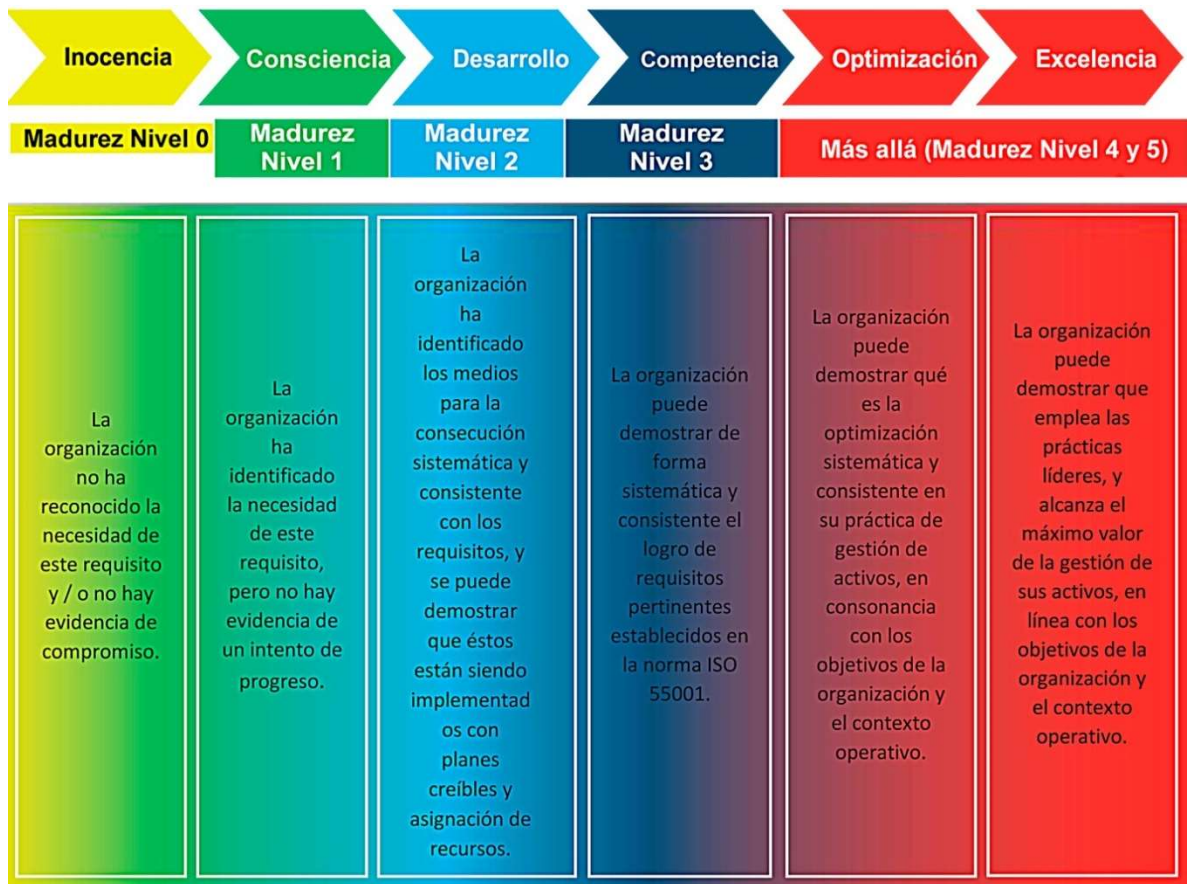 Inocencia
Consciencia
Desarrollo
Competencia
Optimización
Excelencia
Madurez Nivel 0
Madurez
Nivel 1
Madurez
Nivel 2
Madurez
Nivel 3
Más allá (Madurez Nivel 4 y 5)
La
organización
no ha
reconocido la
necesidad de
este requisito
y / o no hay
evidencia de
compromiso.
La
organización
ha
identificado
la necesidad
de este
requisito,
pero no hay
evidencia de
un intento de
progreso.
La
organización
ha
identificado
los medios
para la
consecución
sistemática y
consistente
con los
requisitos, y
se puede
demostrar
que éstos
están siendo
implementad
os con
planes
creíbles y
asignación de
recursos.
La organización
puede
demostrar de
forma
sistemática y
consistente el
logro de
requisitos
pertinentes
establecidos en
la norma ISO
55001.
La organización
puede
demostrar qué
es la
optimización
sistemática y
consistente en
su práctica de
gestión de
activos, en
consonancia
con los
objetivos de la
organización y
el contexto
operativo.
La organización
puede
demostrar que
emplea las
prácticas
líderes, y
alcanza el
máximo valor
de la gestión de
sus activos, en
línea con los
objetivos de la
organización y
el contexto
operativo.